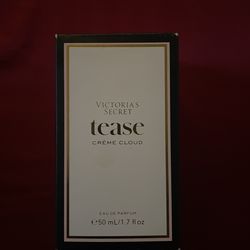 VICTORIA'S
SECRET
tease
CRÈME CLOUD
EAU DE PARFUM
℮50 mL/1.7 fl oz